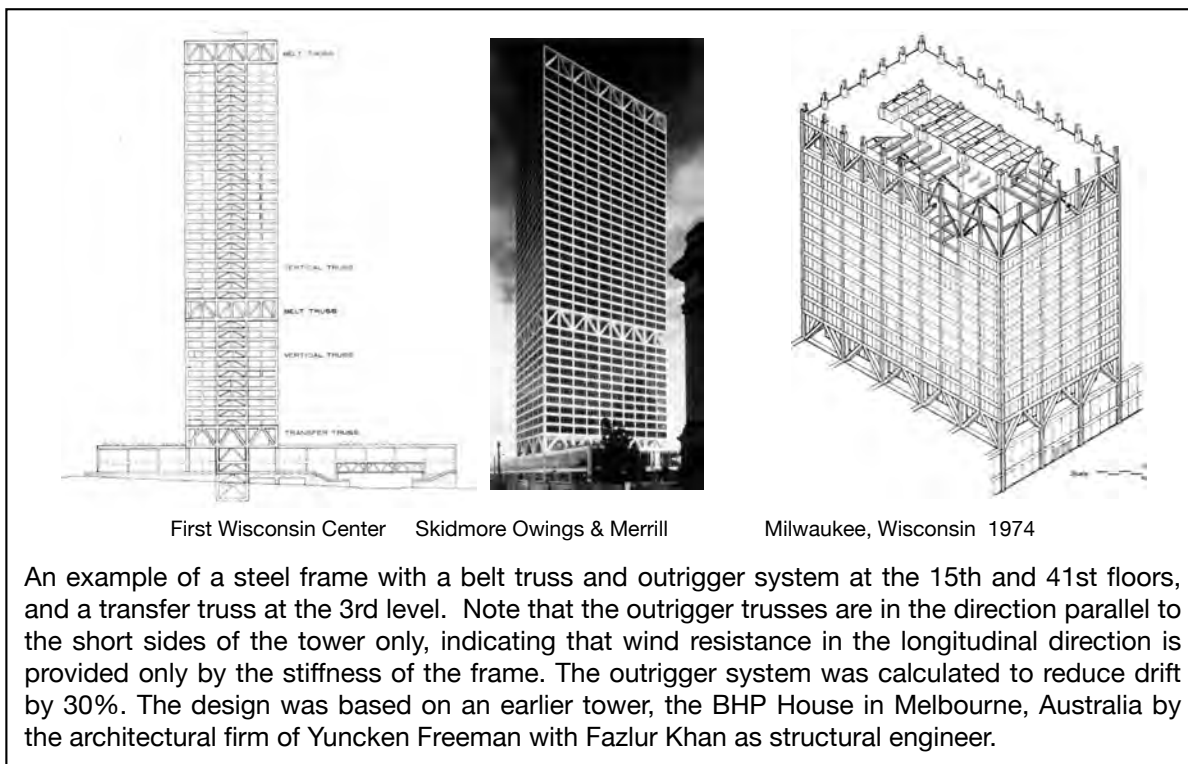 BELT TRUSS
VERTICAL TRUSS
BELT TRUSS
VERTICAL TRUSS
TRANSFER TRUSS
Scale
First Wisconsin Center Skidmore Owings & Merrill Milwaukee, Wisconsin 1974
An example of a steel frame with a belt truss and outrigger system at the 15th and 41st floors,
and a transfer truss at the 3rd level. Note that the outrigger trusses are in the direction parallel to
the short sides of the tower only, indicating that wind resistance in the longitudinal direction is
provided only by the stiffness of the frame. The outrigger system was calculated to reduce drift
by 30%. The design was based on an earlier tower, the BHP House in Melbourne, Australia by
the architectural firm of Yuncken Freeman with Fazlur Khan as structural engineer.